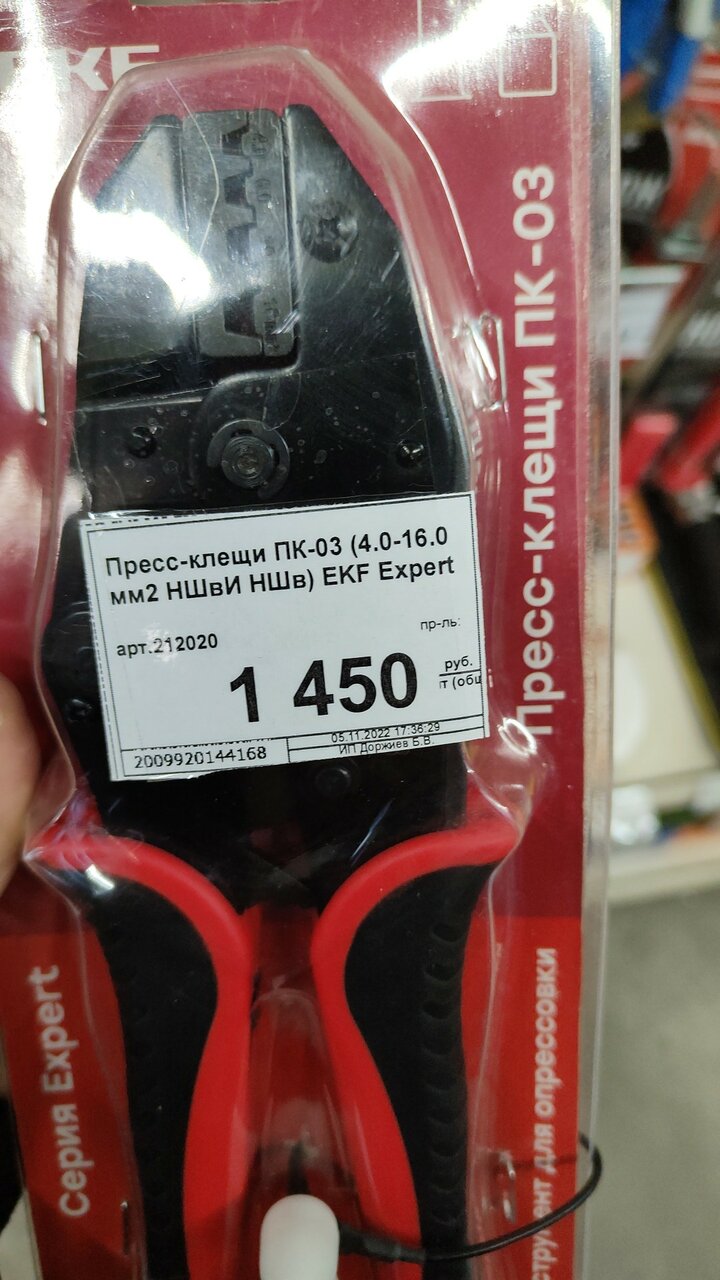 EKF
Пресс-клещи ПК-03
Пресс-клещи ПК-03 (4.0-16.0
мм2 НШвИ НШв) EKF Expert
пр-ль:
арт.212020
1 450
руб.
05.11.2022 17:36:29
2009920144168
ИП Доржиев Б.В.
Серия Expert
для опрессовки